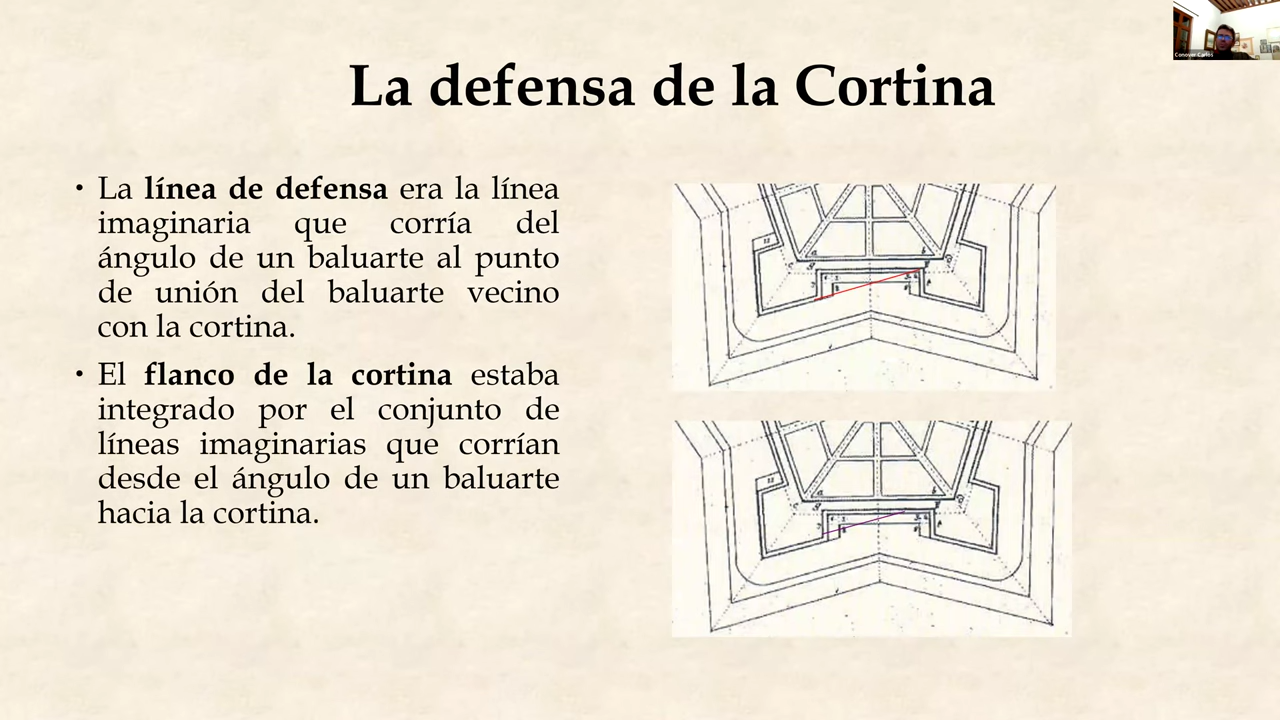 Conover Carlos
La defensa de la Cortina
• La línea de defensa era la línea
imaginaria que corría del
ángulo de un baluarte al punto
de unión del baluarte vecino
con la cortina.
• El flanco de la cortina estaba
integrado por el conjunto de
líneas imaginarias que corrían
desde el ángulo de un baluarte
hacia la cortina.